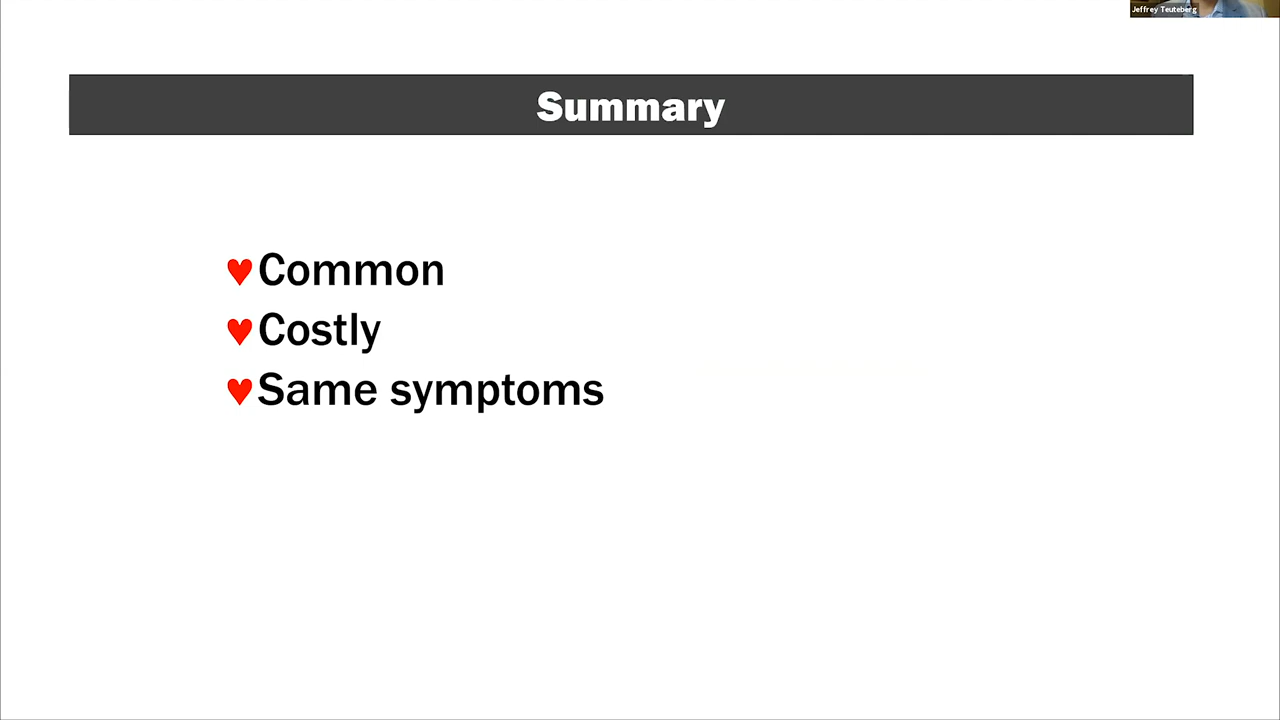 Jeffrey Teuteberg
Summary
♥Common
♥Costly
♥Same symptoms